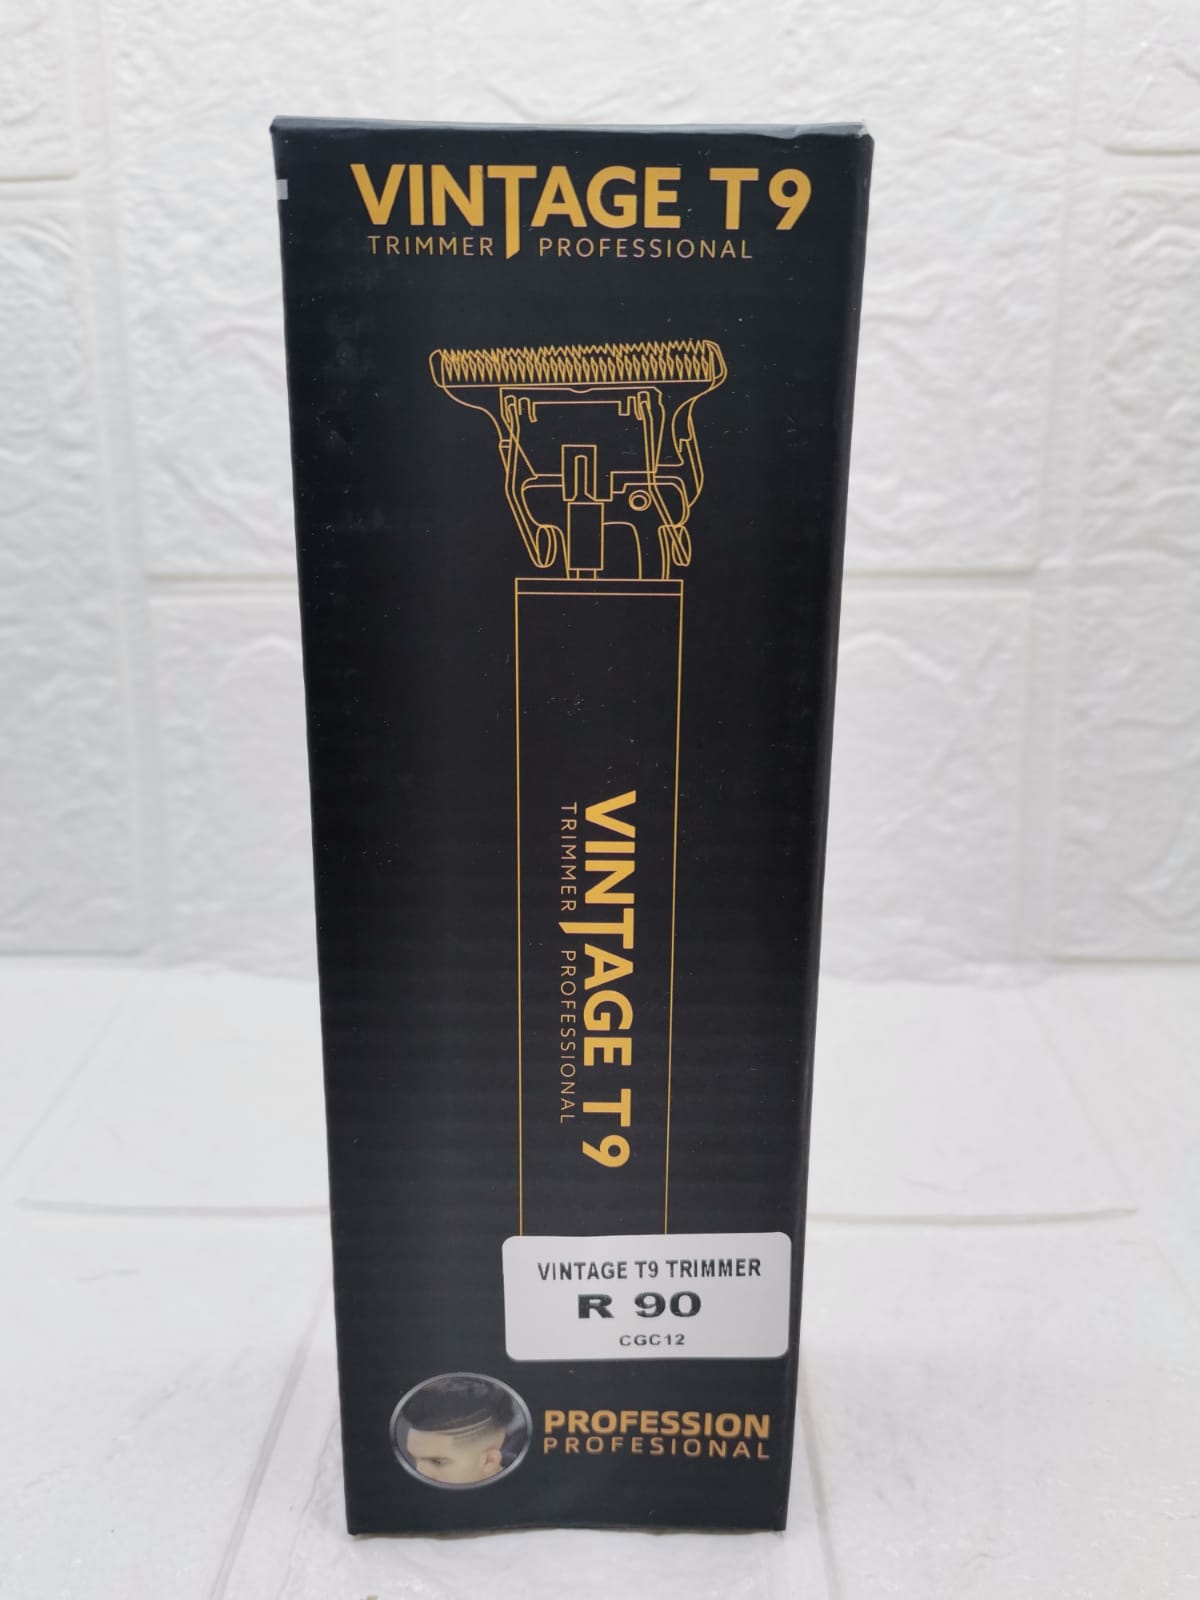 VINTAGE T9
TRIMMER PROFESSIONAL
VINTAGE T9
TRIMMER PROFESSIONAL
VINTAGE T9 TRIMMER
R 90
CGC12
PROFESSION
PROFESIONAL